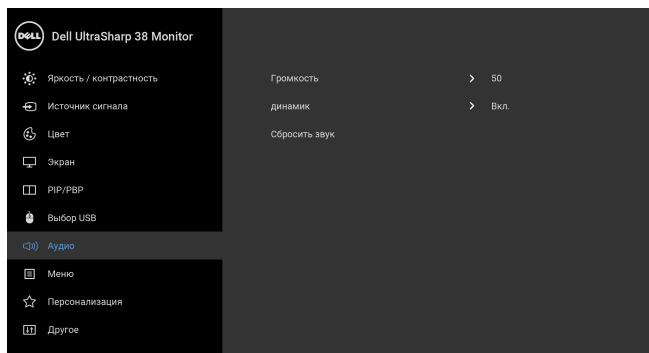 DELL Dell UltraSharp 38 Monitor
Яркость / контрастность
Громкость 50
Источник сигнала
динамик Вкл.
Цвет
Сбросить звук
Экран
PIP/PBP
Выбор USB
Аудио
Меню
Персонализация
Другое